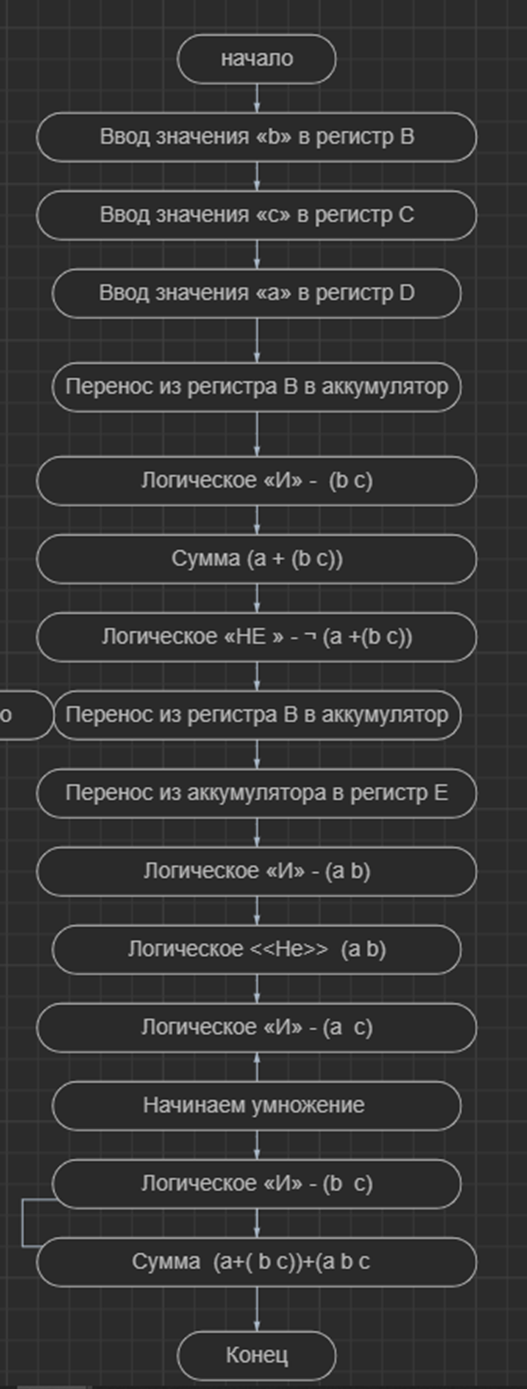 начало
Ввод значения «b» в регистр B
Ввод значения «с» в регистр C
Ввод значения «a» в регистр D
Перенос из регистра B в аккумулятор
Логическое «И» - (b c)
Сумма (a + (b c))
Логическое «НЕ » - ¬ (a +(b c))
о
Перенос из регистра B в аккумулятор
Перенос из аккумулятора в регистр E
Логическое «И» - (a b)
Логическое <<Не>> (a b)
Логическое «И» - (a c)
Начинаем умножение
Логическое «И» - (b c)
Сумма (a+( b c))+(a b c
Конец